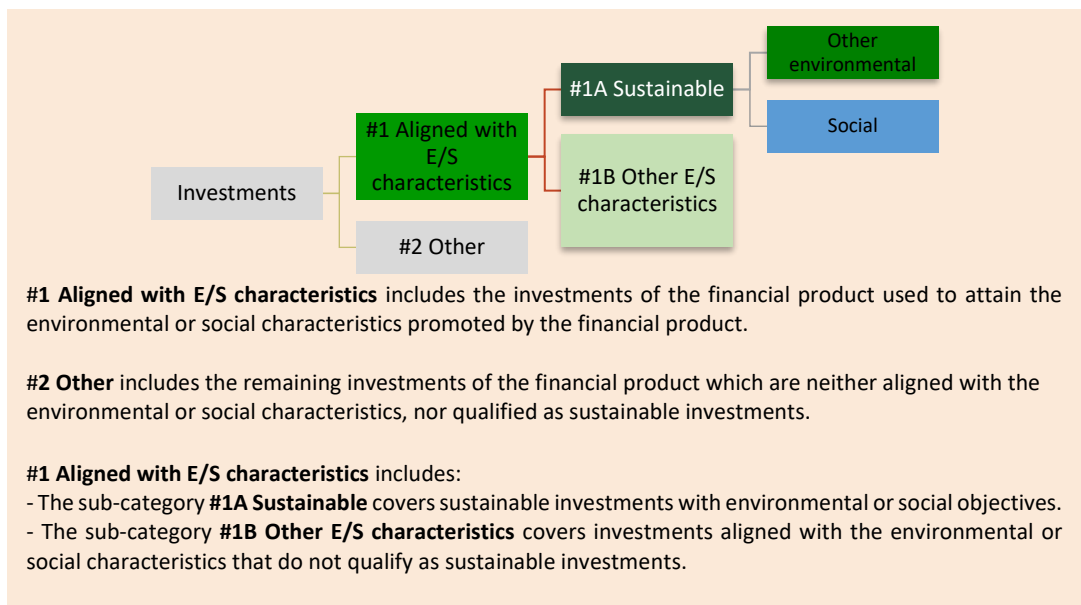 Other
environmental
#1A Sustainable
#1 Aligned with
E/S
characteristics
Social
#1B Other E/S
characteristics
Investments
#2 Other
#1 Aligned with E/S characteristics includes the investments of the financial product used to attain the
environmental or social characteristics promoted by the financial product.
#2 Other includes the remaining investments of the financial product which are neither aligned with the
environmental or social characteristics, nor qualified as sustainable investments.
#1 Aligned with E/S characteristics includes:
- The sub-category #1A Sustainable covers sustainable investments with environmental or social objectives.
- The sub-category #1B Other E/S characteristics covers investments aligned with the environmental or
social characteristics that do not qualify as sustainable investments.